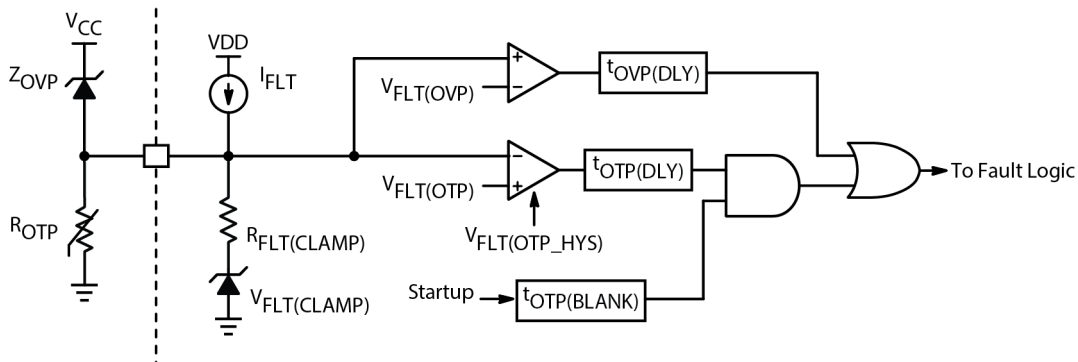 VCC
ZOVP
VDD
IFLT
+
−
VFLT(OVP)
tOVP(DLY)
−
+
VFLT(OTP)
tOTP(DLY)
To Fault Logic
ROTP
RFLT(CLAMP)
VFLT(OTP_HYS)
VFLT(CLAMP)
Startup
tOTP(BLANK)